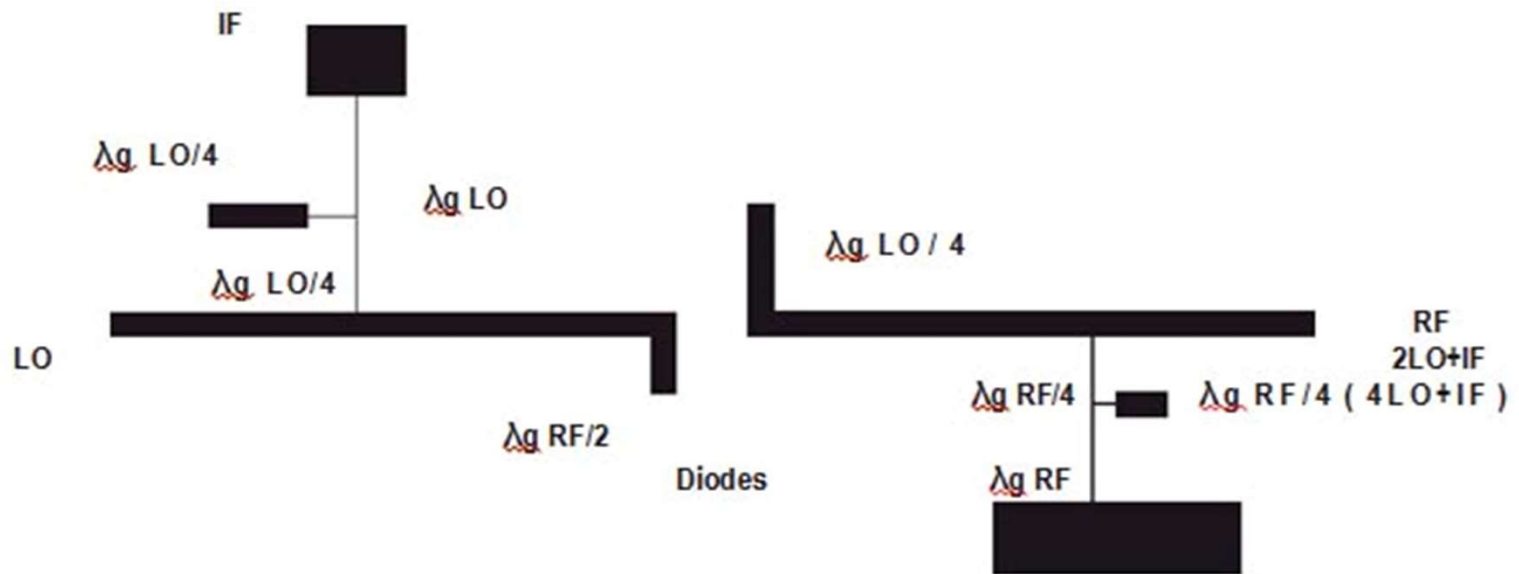 IF
λg LO/4
λg LO
λg LO / 4
λg LO/4
RF
LO
2LO+IF
λg RF/4
λg RF/4 ( 4LO+IF )
λg RF/2
Diodes
λg RF